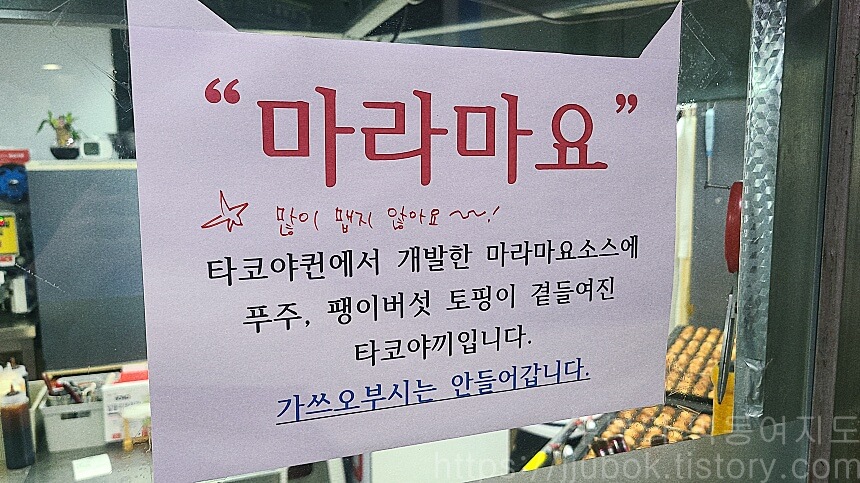 “마라마요”
많이 맵지 않아요~~!
타코야퀸에서 개발한 마라마요소스에
푸주, 팽이버섯 토핑이 곁들여진
타코야끼입니다.
가쓰오부시는 안들어갑니다.
https://jjubok.tistory.com